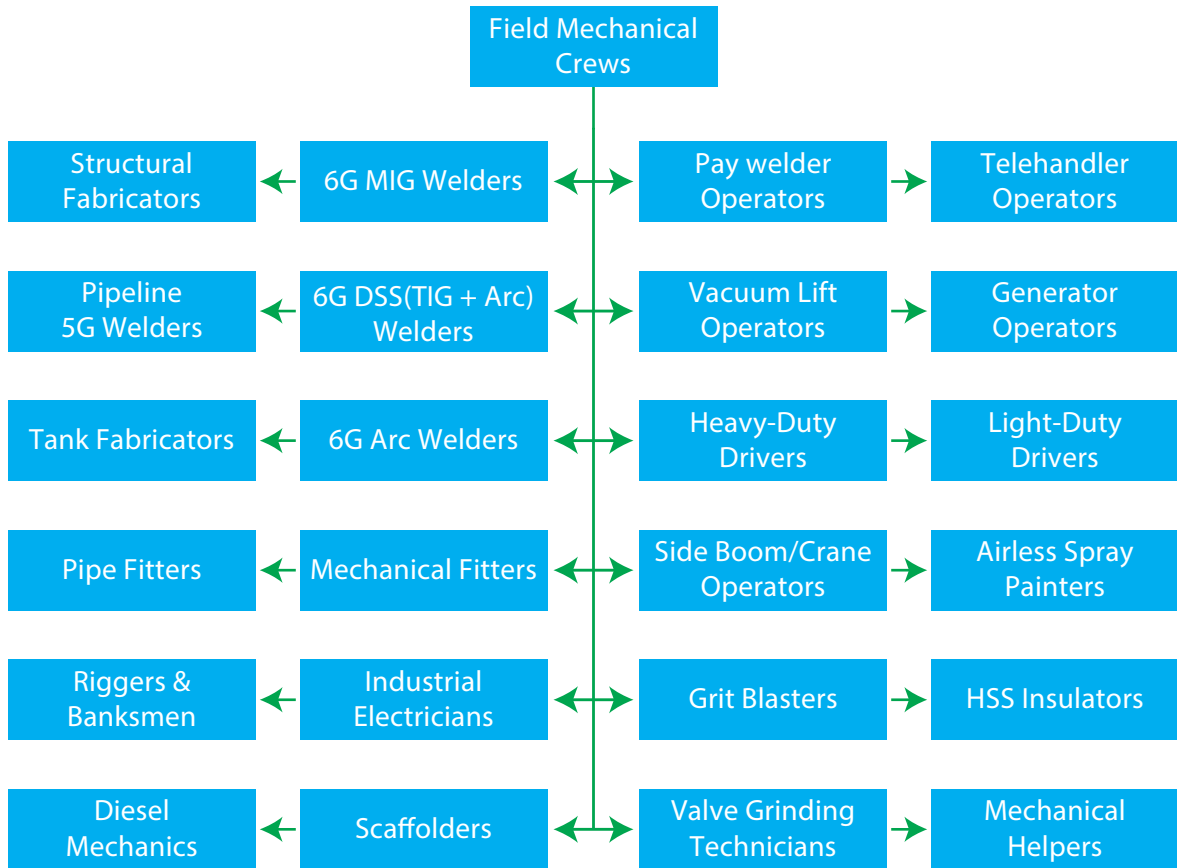 Field Mechanical
Crews
Structural
Fabricators
6G MIG Welders
Pay welder
Operators
Telehandler
Operators
Pipeline
5G Welders
6G DSS(TIG + Arc)
Welders
Vacuum Lift
Operators
Generator
Operators
Tank Fabricators
6G Arc Welders
Heavy-Duty
Drivers
Light-Duty
Drivers
Pipe Fitters
Mechanical Fitters
Side Boom/Crane
Operators
Airless Spray
Painters
Riggers &
Banksmen
Industrial
Electricians
Grit Blasters
HSS Insulators
Diesel
Mechanics
Scaffolders
Valve Grinding
Technicians
Mechanical
Helpers